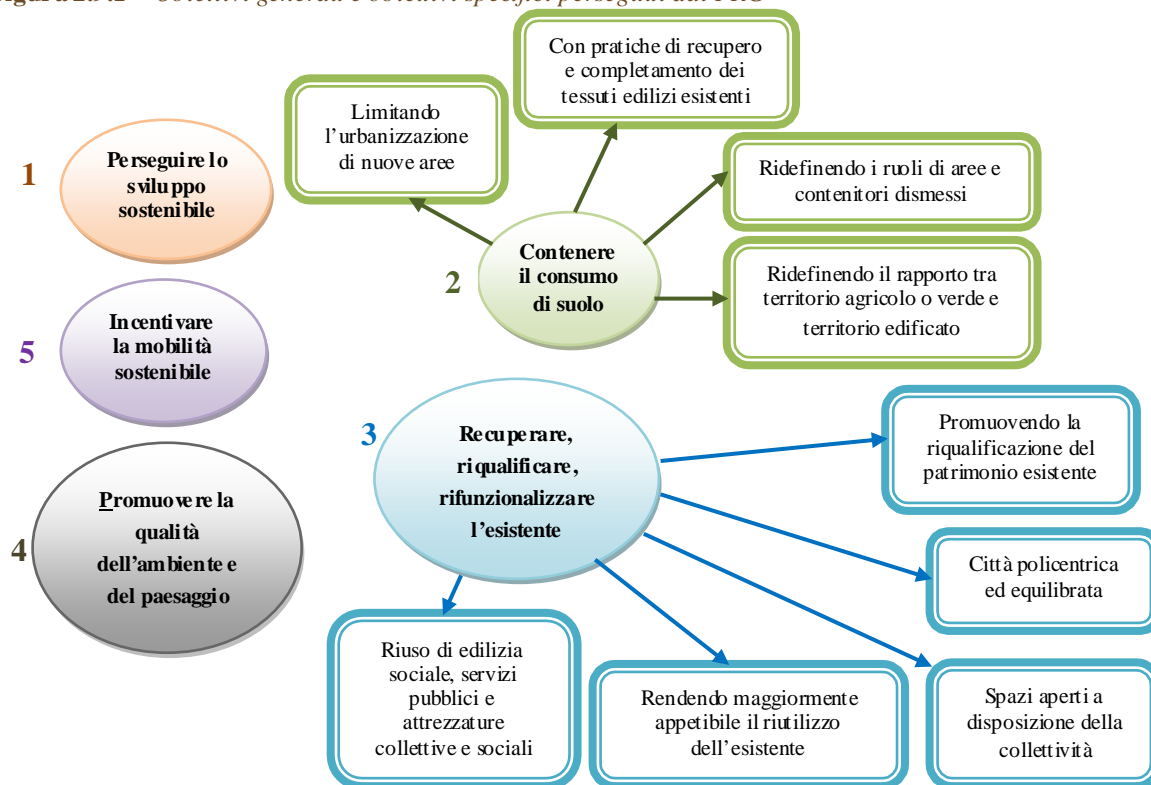 Con pratiche di recupero
e completamento dei
tessuti edilizi esistenti
Limitando
l'urbanizzazione
di nuove aree
1
Perseguire lo
sviluppo
sostenibile
Ridefinendo i ruoli di aree e
contenitori dismessi
2
Contenere
il consumo
di suolo
Ridefinendo il rapporto tra
territorio agricolo o verde e
territorio edificato
5
Incentivare
la mobilità
sostenibile
3
Recuperare,
riqualificare,
rifunzionalizzare
l'esistente
Promuovendo la
riqualificazione del
patrimonio esistente
4
Promuovere la
qualità
dell'ambiente e
del paesaggio
Città policentrica
ed equilibrata
Riuso di edilizia
sociale, servizi
pubblici e
attrezzature
collettive e sociali
Rendendo maggiormente
appetibile il riutilizzo
dell'esistente
Spazi aperti a
disposizione della
collettività